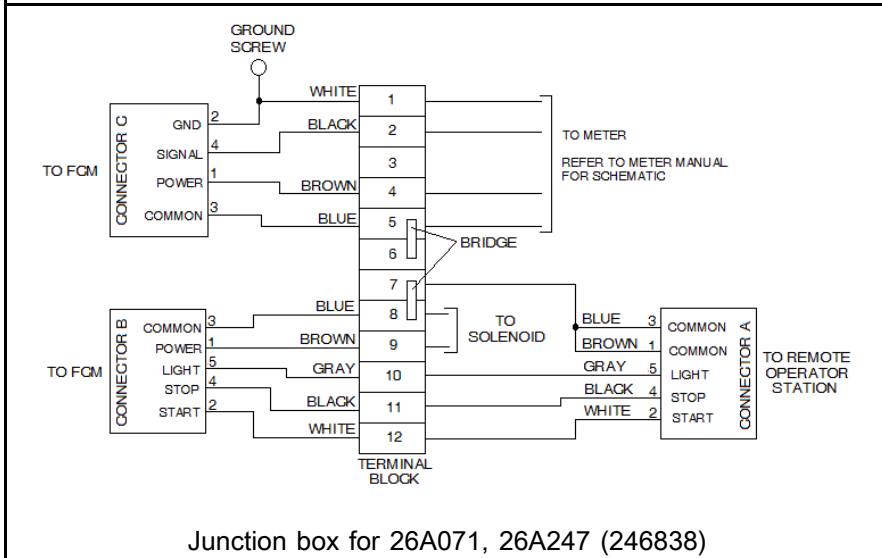 GROUND
SCREW
CONNECTOR C
TO FCM
GND 2
SIGNAL 4
POWER 1
COMMON 3
WHITE
BLACK
BROWN
BLUE
1
2
3
4
5
6
7
8
9
10
11
12
TERMINAL
BLOCK
TO METER
REFER TO METER MANUAL
FOR SCHEMATIC
BRIDGE
CONNECTOR B
TO FCM
COMMON 3
POWER 1
LIGHT 5
STOP 4
START 2
BLUE
BROWN
GRAY
BLACK
WHITE
TO
SOLENOID
BLUE 3 COMMON
BROWN 1 COMMON
GRAY 5 LIGHT
BLACK 4 STOP
WHITE 2 START
CONNECTOR A
TO REMOTE
OPERATOR
STATION
Junction box for 26A071, 26A247 (246838)